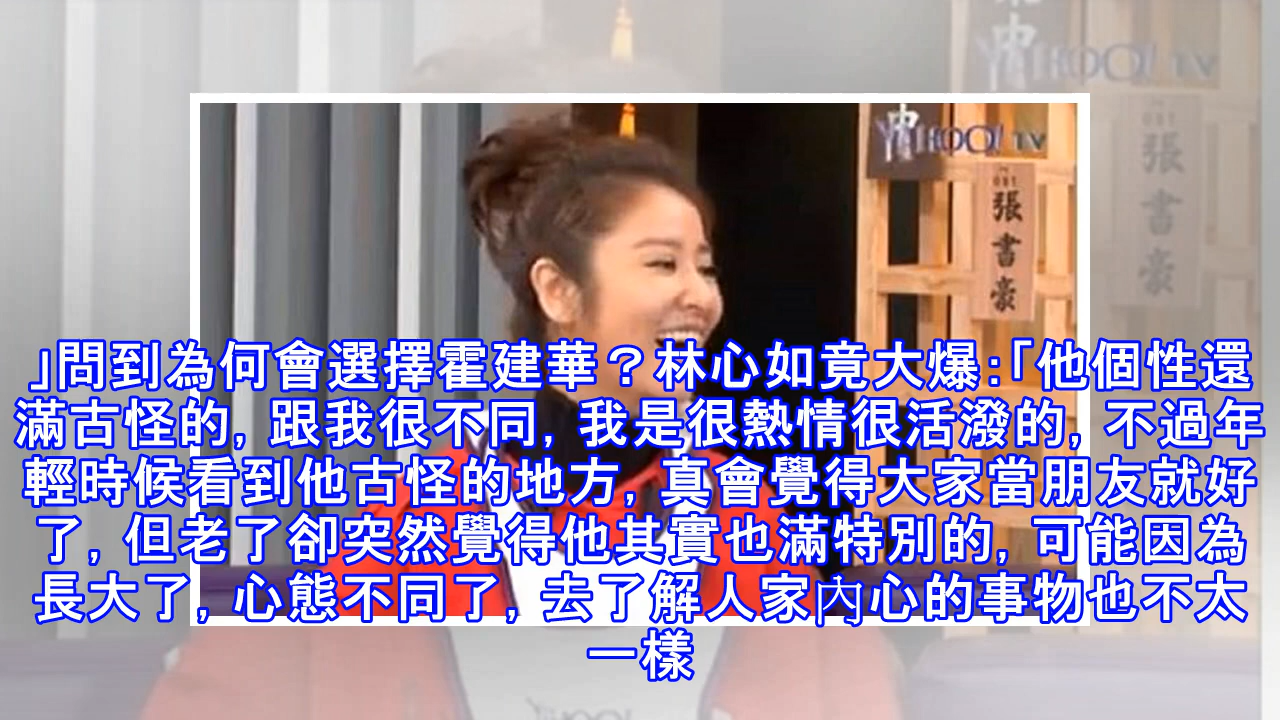 YAHOO! TV
張書豪
」問到為何會選擇霍建華？林心如竟大爆:「他個性還
滿古怪的, 跟我很不同, 我是很熱情很活潑的, 不過年
輕時候看到他古怪的地方, 真會覺得大家當朋友就好
了, 但老了卻突然覺得他其實也滿特別的, 可能因為
長大了, 心態不同了, 去了解人家內心的事物也不太
一樣